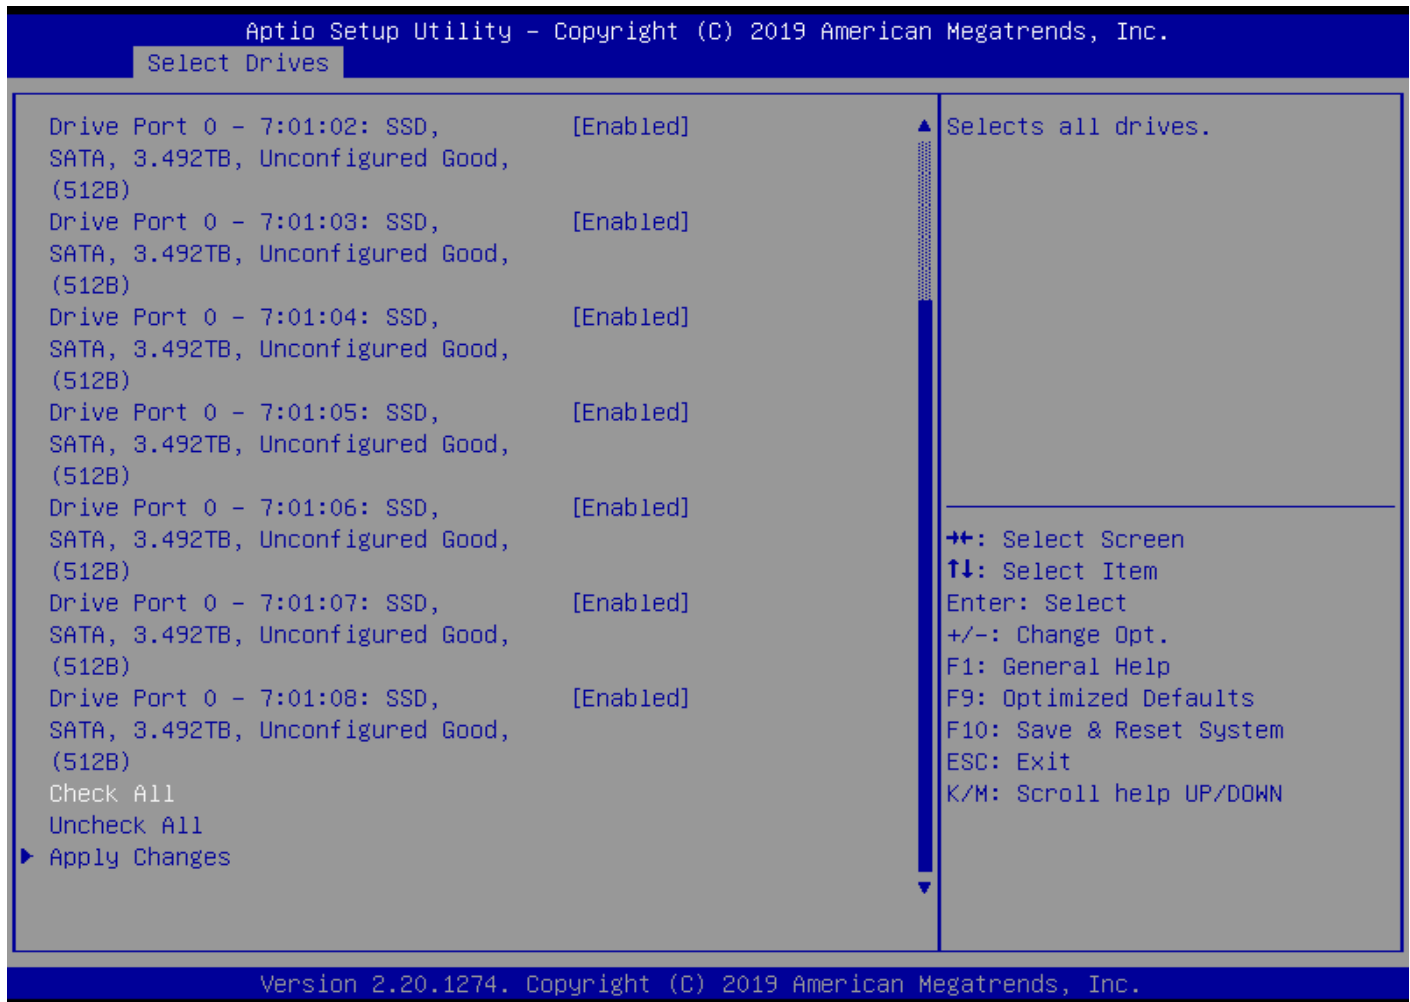 Aptio Setup Utility – Copyright (C) 2019 American Megatrends, Inc.
Select Drives
Drive Port 0 – 7:01:02: SSD, [Enabled]
SATA, 3.492TB, Unconfigured Good,
(512B)
Drive Port 0 – 7:01:03: SSD, [Enabled]
SATA, 3.492TB, Unconfigured Good,
(512B)
Drive Port 0 – 7:01:04: SSD, [Enabled]
SATA, 3.492TB, Unconfigured Good,
(512B)
Drive Port 0 – 7:01:05: SSD, [Enabled]
SATA, 3.492TB, Unconfigured Good,
(512B)
Drive Port 0 – 7:01:06: SSD, [Enabled]
SATA, 3.492TB, Unconfigured Good,
(512B)
Drive Port 0 – 7:01:07: SSD, [Enabled]
SATA, 3.492TB, Unconfigured Good,
(512B)
Drive Port 0 – 7:01:08: SSD, [Enabled]
SATA, 3.492TB, Unconfigured Good,
(512B)
Check All
Uncheck All
Apply Changes
Selects all drives.
→←: Select Screen
↑↓: Select Item
Enter: Select
+/–: Change Opt.
F1: General Help
F9: Optimized Defaults
F10: Save & Reset System
ESC: Exit
K/M: Scroll help UP/DOWN
Version 2.20.1274. Copyright (C) 2019 American Megatrends, Inc.